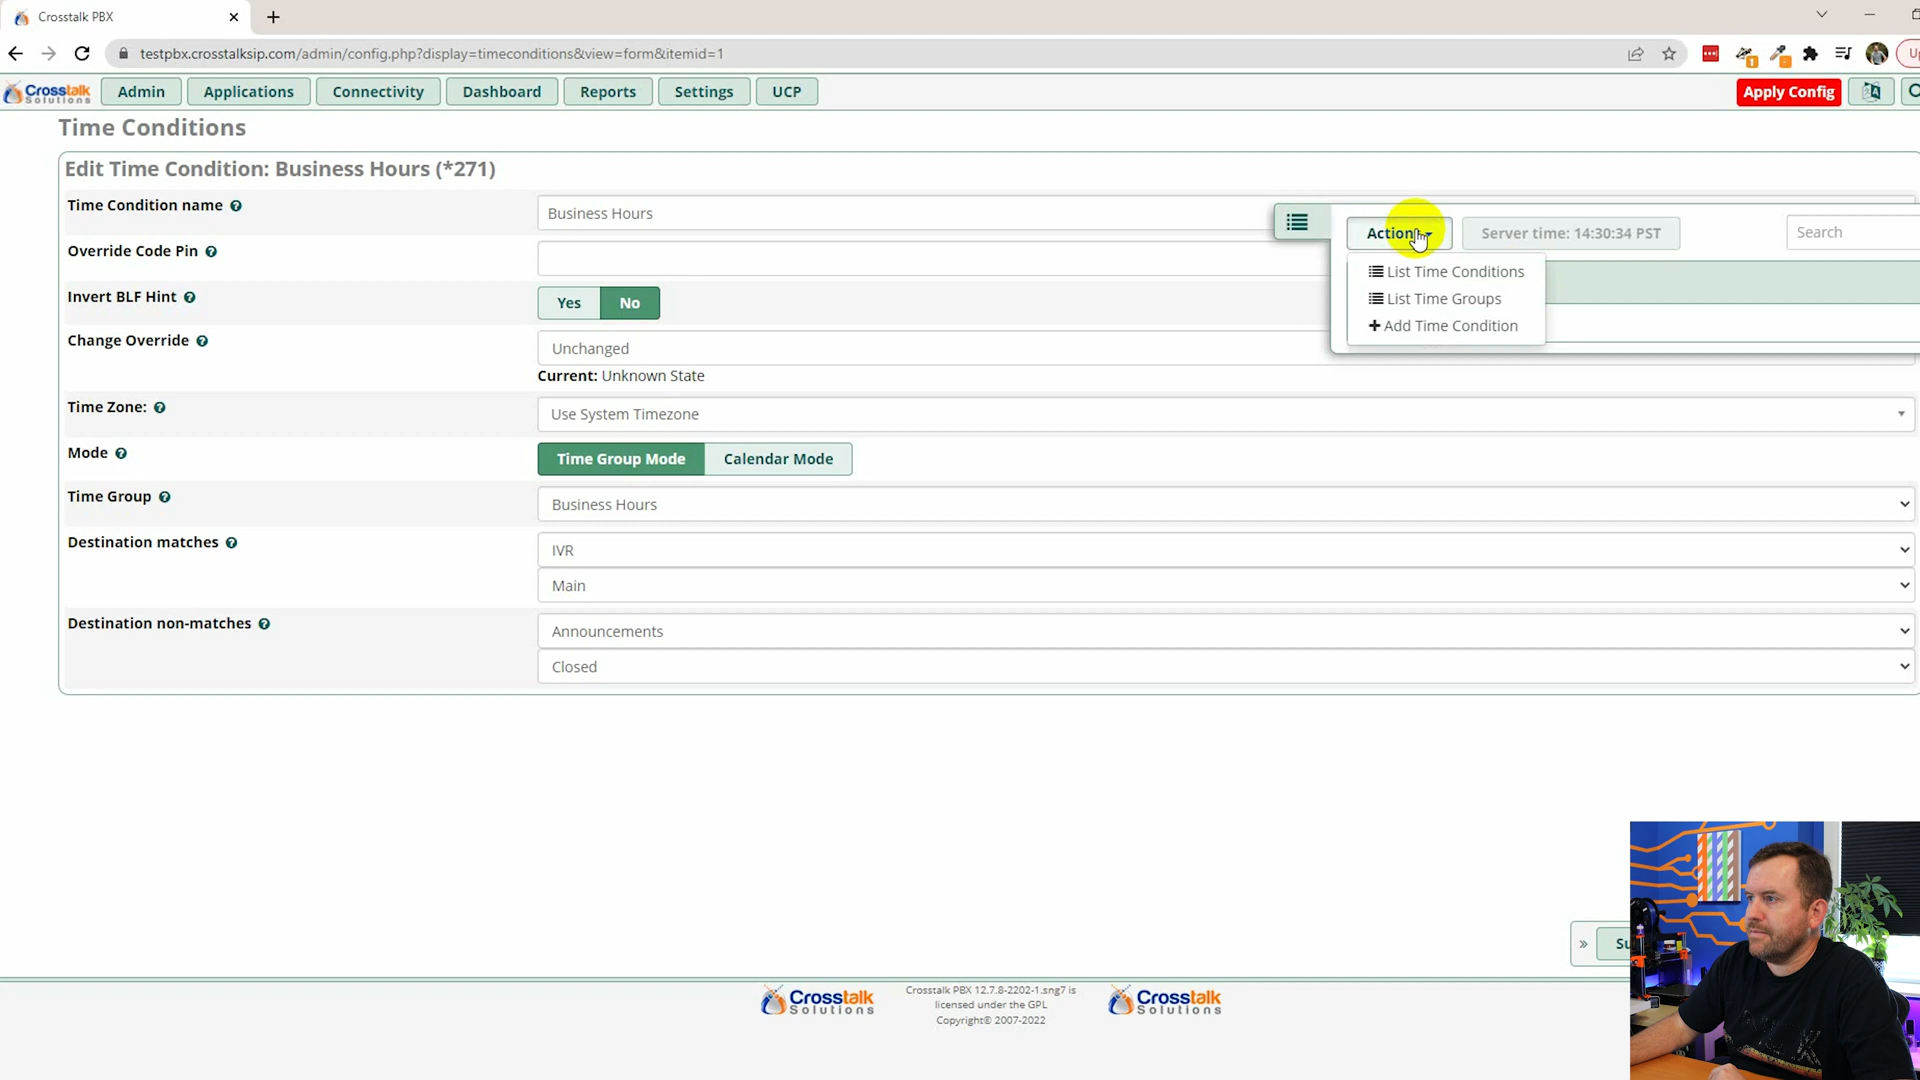 Crosstalk PBX
testpbx.crosstalksip.com/admin/config.php?display=timeconditions&view=form&itemid=1
Crosstalk Solutions
Admin
Applications
Connectivity
Dashboard
Reports
Settings
UCP
Apply Config
Time Conditions
Edit Time Condition: Business Hours (*271)
Time Condition name
Business Hours
Action
Server time: 14:30:34 PST
Search
List Time Conditions
List Time Groups
Add Time Condition
Override Code Pin
Invert BLF Hint
Yes
No
Change Override
Unchanged
Current: Unknown State
Time Zone:
Use System Timezone
Mode
Time Group Mode
Calendar Mode
Time Group
Business Hours
Destination matches
IVR
Main
Destination non-matches
Announcements
Closed
Crosstalk Solutions
Crosstalk PBX 12.7.8-2202-1.sng7 is
licensed under the GPL
Copyright© 2007-2022
Crosstalk Solutions